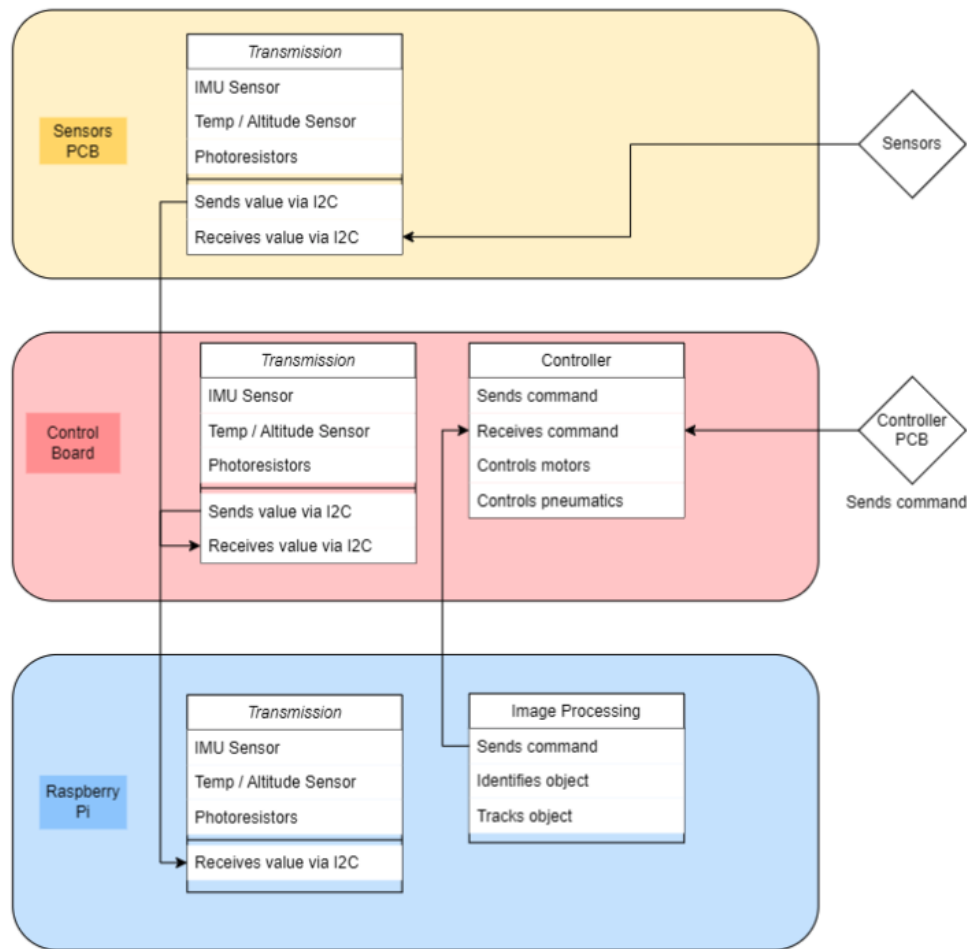 Transmission
IMU Sensor
Temp / Altitude Sensor
Photoresistors
Sends value via I2C
Receives value via I2C
Sensors
PCB
Sensors
Transmission
IMU Sensor
Temp / Altitude Sensor
Photoresistors
Sends value via I2C
Receives value via I2C
Controller
Sends command
Receives command
Controls motors
Controls pneumatics
Control
Board
Controller
PCB
Sends command
Transmission
IMU Sensor
Temp / Altitude Sensor
Photoresistors
Receives value via I2C
Image Processing
Sends command
Identifies object
Tracks object
Raspberry
Pi